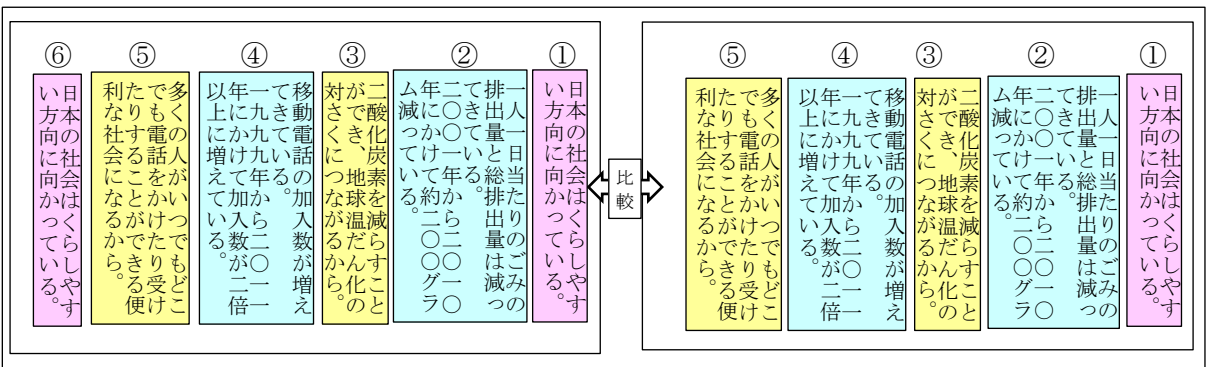 ①
日本の社会はくらしやす
い方向に向かっている。
②
一人一日当たりのごみの
排出量と総排出量は減っ
てきている。
二〇〇一年から二〇一〇
年にかけて約二〇〇グラ
ム減っている。
③
二酸化炭素を減らすこと
ができ、地球温だん化の
対さくにつながるから。
④
移動電話の加入数が増え
てきている。
一九九九年から二〇一一
年にかけて加入数が二倍
以上に増えている。
⑤
多くの人がいつでもどこ
でも電話をかけたり受け
たりすることができる便
利な社会になるから。
比較
①
日本の社会はくらしやす
い方向に向かっている。
②
一人一日当たりのごみの
排出量と総排出量は減っ
てきている。
二〇〇一年から二〇一〇
年にかけて約二〇〇グラ
ム減っている。
③
二酸化炭素を減らすこと
ができ、地球温だん化の
対さくにつながるから。
④
移動電話の加入数が増え
てきている。
一九九九年から二〇一一
年にかけて加入数が二倍
以上に増えている。
⑤
多くの人がいつでもどこ
でも電話をかけたり受け
たりすることができる便
利な社会になるから。
⑥
日本の社会はくらしやす
い方向に向かっている。